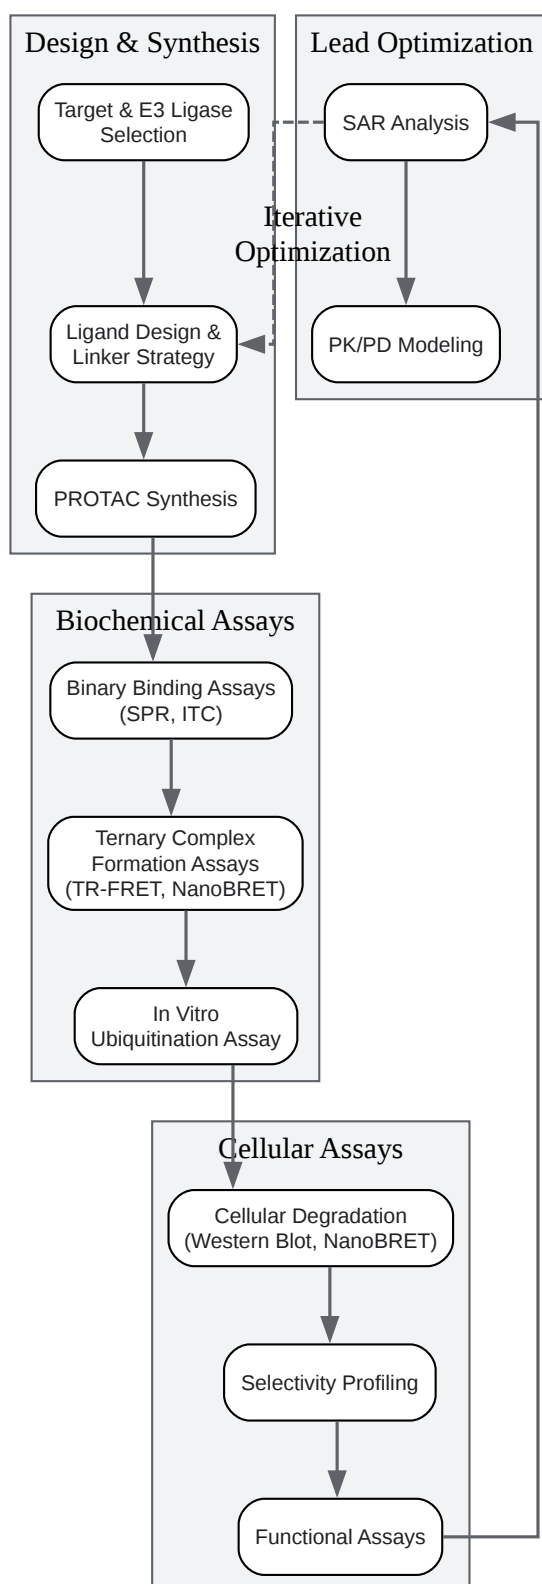 Design & Synthesis
Target & E3 Ligase
Selection
Ligand Design &
Linker Strategy
PROTAC Synthesis
Lead Optimization
SAR Analysis
Iterative
Optimization
PK/PD Modeling
Biochemical Assays
Binary Binding Assays
(SPR, ITC)
Ternary Complex
Formation Assays
(TR-FRET, NanoBRET)
In Vitro
Ubiquitination Assay
Cellular Assays
Cellular Degradation
(Western Blot, NanoBRET)
Selectivity Profiling
Functional Assays